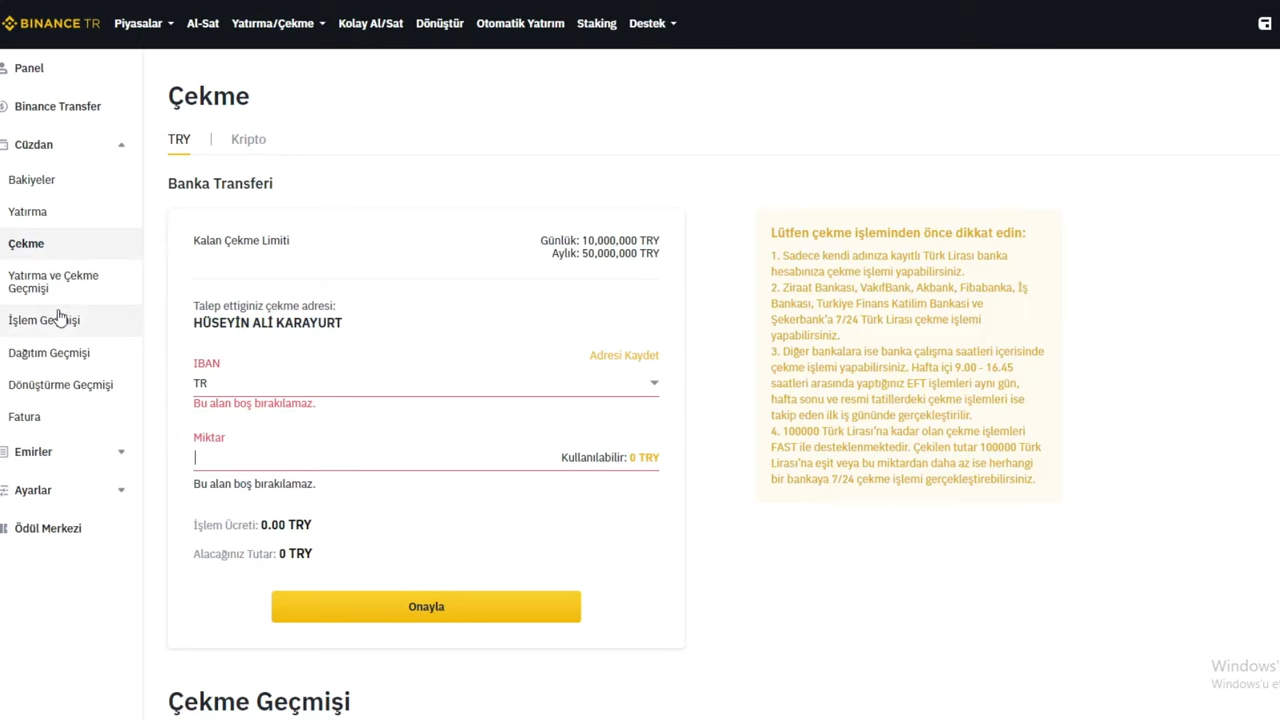 BINANCE TR
Piyasalar
Al-Sat
Yatırma/Çekme
Kolay Al/Sat
Dönüştür
Otomatik Yatırım
Staking
Destek
Panel
Binance Transfer
Cüzdan
Bakiyeler
Yatırma
Çekme
Yatırma ve Çekme
Geçmişi
İşlem Geçmişi
Dağıtım Geçmişi
Dönüştürme Geçmişi
Fatura
Emirler
Ayarlar
Ödül Merkezi
Çekme
TRY | Kripto
Banka Transferi
Kalan Çekme Limiti
Günlük: 10,000,000 TRY
Aylık: 50,000,000 TRY
Talep ettiginiz çekme adresi:
HÜSEYİN ALİ KARAYURT
Adresi Kaydet
IBAN
TR
Bu alan boş bırakılamaz.
Miktar
Kullanılabilir: 0 TRY
Bu alan boş bırakılamaz.
İşlem Ücreti: 0.00 TRY
Alacağınız Tutar: 0 TRY
Onayla
Lütfen çekme işleminden önce dikkat edin:
1. Sadece kendi adınıza kayıtlı Türk Lirası banka
hesabınıza çekme işlemi yapabilirsiniz.
2. Ziraat Bankası, VakıfBank, Akbank, Fibabanka, İş
Bankası, Turkiye Finans Katilim Bankasi ve
Şekerbank'a 7/24 Türk Lirası çekme işlemi
yapabilirsiniz.
3. Diğer bankalara ise banka çalışma saatleri içerisinde
çekme işlemi yapabilirsiniz. Hafta içi 9.00 - 16.45
saatleri arasında yaptığınız EFT işlemleri aynı gün,
hafta sonu ve resmi tatillerdeki çekme işlemleri ise
takip eden ilk iş gününde gerçekleştirilir.
4. 100000 Türk Lirası'na kadar olan çekme işlemleri
FAST ile desteklenmektedir. Çekilen tutar 100000 Türk
Lirası'na eşit veya bu miktardan daha az ise herhangi
bir bankaya 7/24 çekme işlemi gerçekleştirebilirsiniz.
Çekme Geçmişi
Windows'
Windows'u et